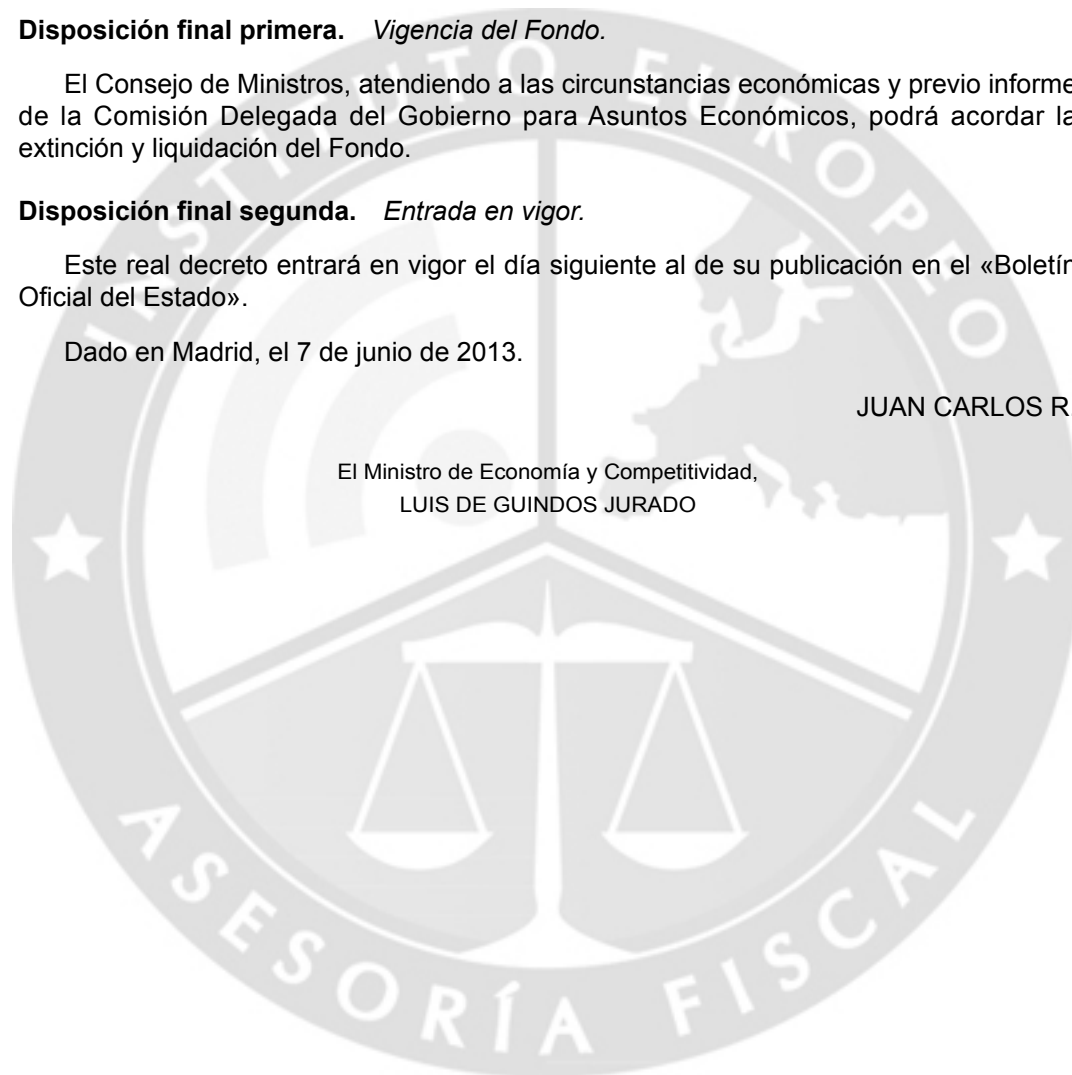 Disposición final primera. Vigencia del Fondo.
El Consejo de Ministros, atendiendo a las circunstancias económicas y previo informe
de la Comisión Delegada del Gobierno para Asuntos Económicos, podrá acordar la
extinción y liquidación del Fondo.
Disposición final segunda. Entrada en vigor.
Este real decreto entrará en vigor el día siguiente al de su publicación en el «Boletín
Oficial del Estado».
Dado en Madrid, el 7 de junio de 2013.
JUAN CARLOS R.
El Ministro de Economía y Competitividad,
LUIS DE GUINDOS JURADO
INSTITUTO EUROPEO
ASESORÍA FISCAL